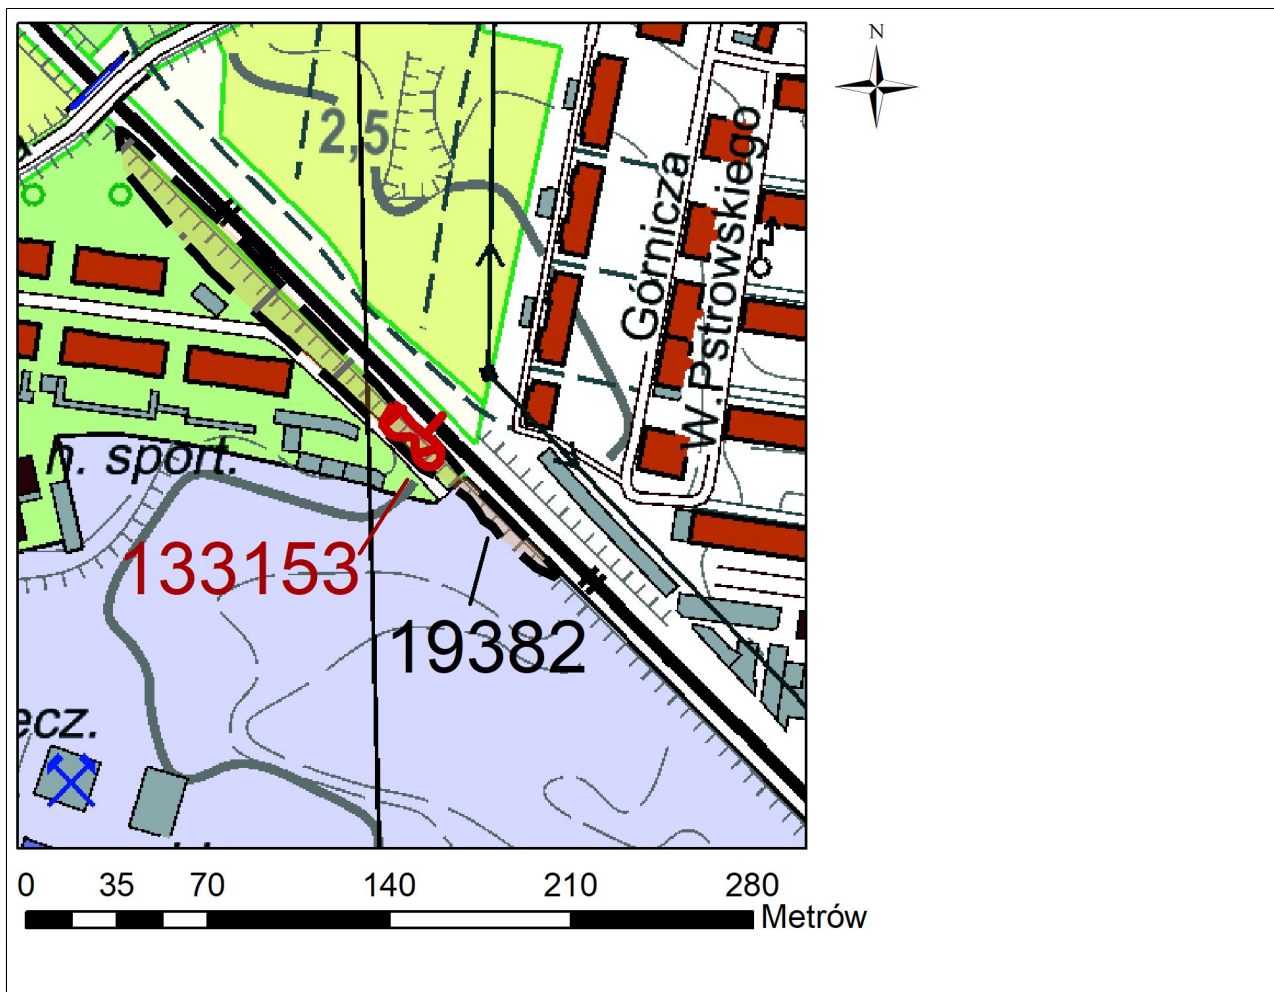 N
2,5
Górnicza
W.Pstrowskiego
h. sport.
133153
19382
ecz.
0 35 70 140 210 280
Metrów